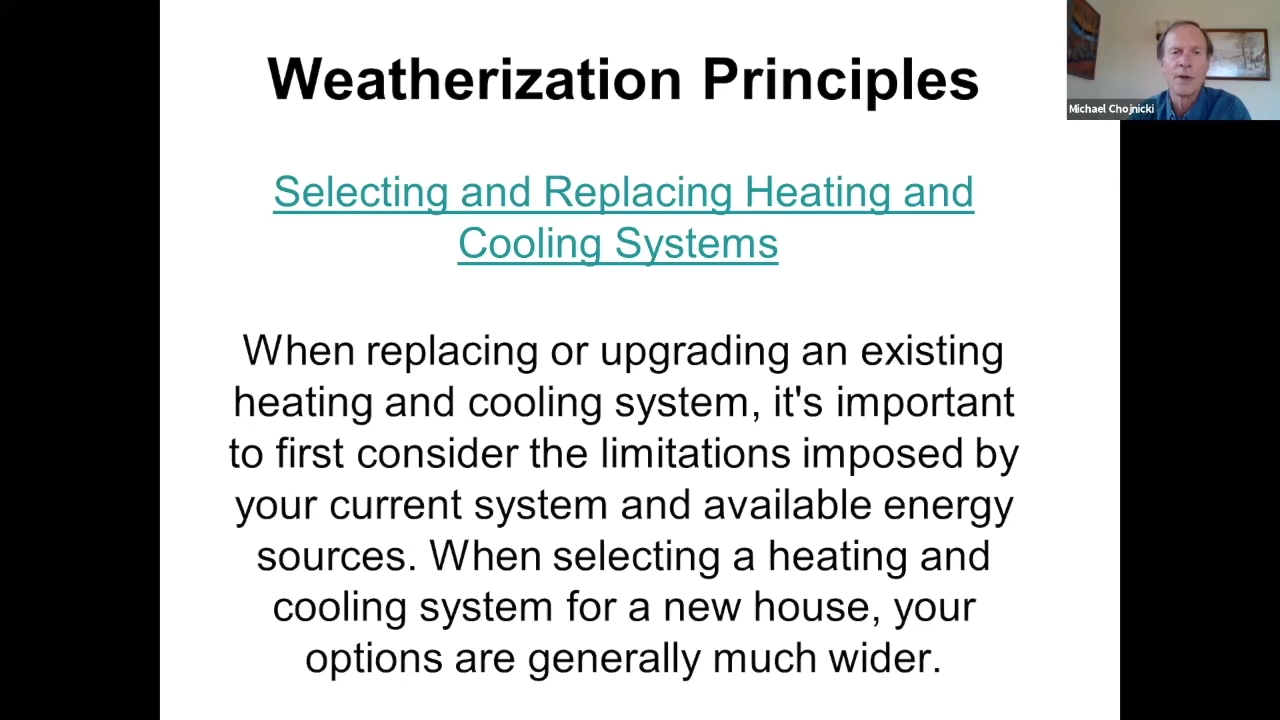 Weatherization Principles
Michael Chojnicki
Selecting and Replacing Heating and
Cooling Systems
When replacing or upgrading an existing
heating and cooling system, it's important
to first consider the limitations imposed by
your current system and available energy
sources. When selecting a heating and
cooling system for a new house, your
options are generally much wider.